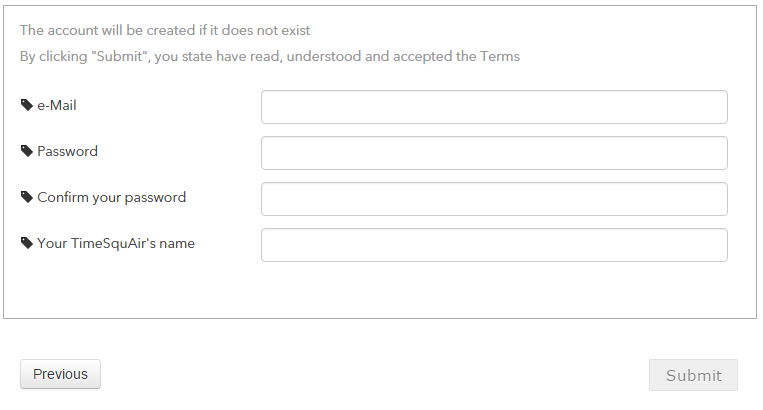 The account will be created if it does not exist
By clicking "Submit", you state have read, understood and accepted the Terms
e-Mail
Password
Confirm your password
Your TimeSquAir's name
Previous
Submit